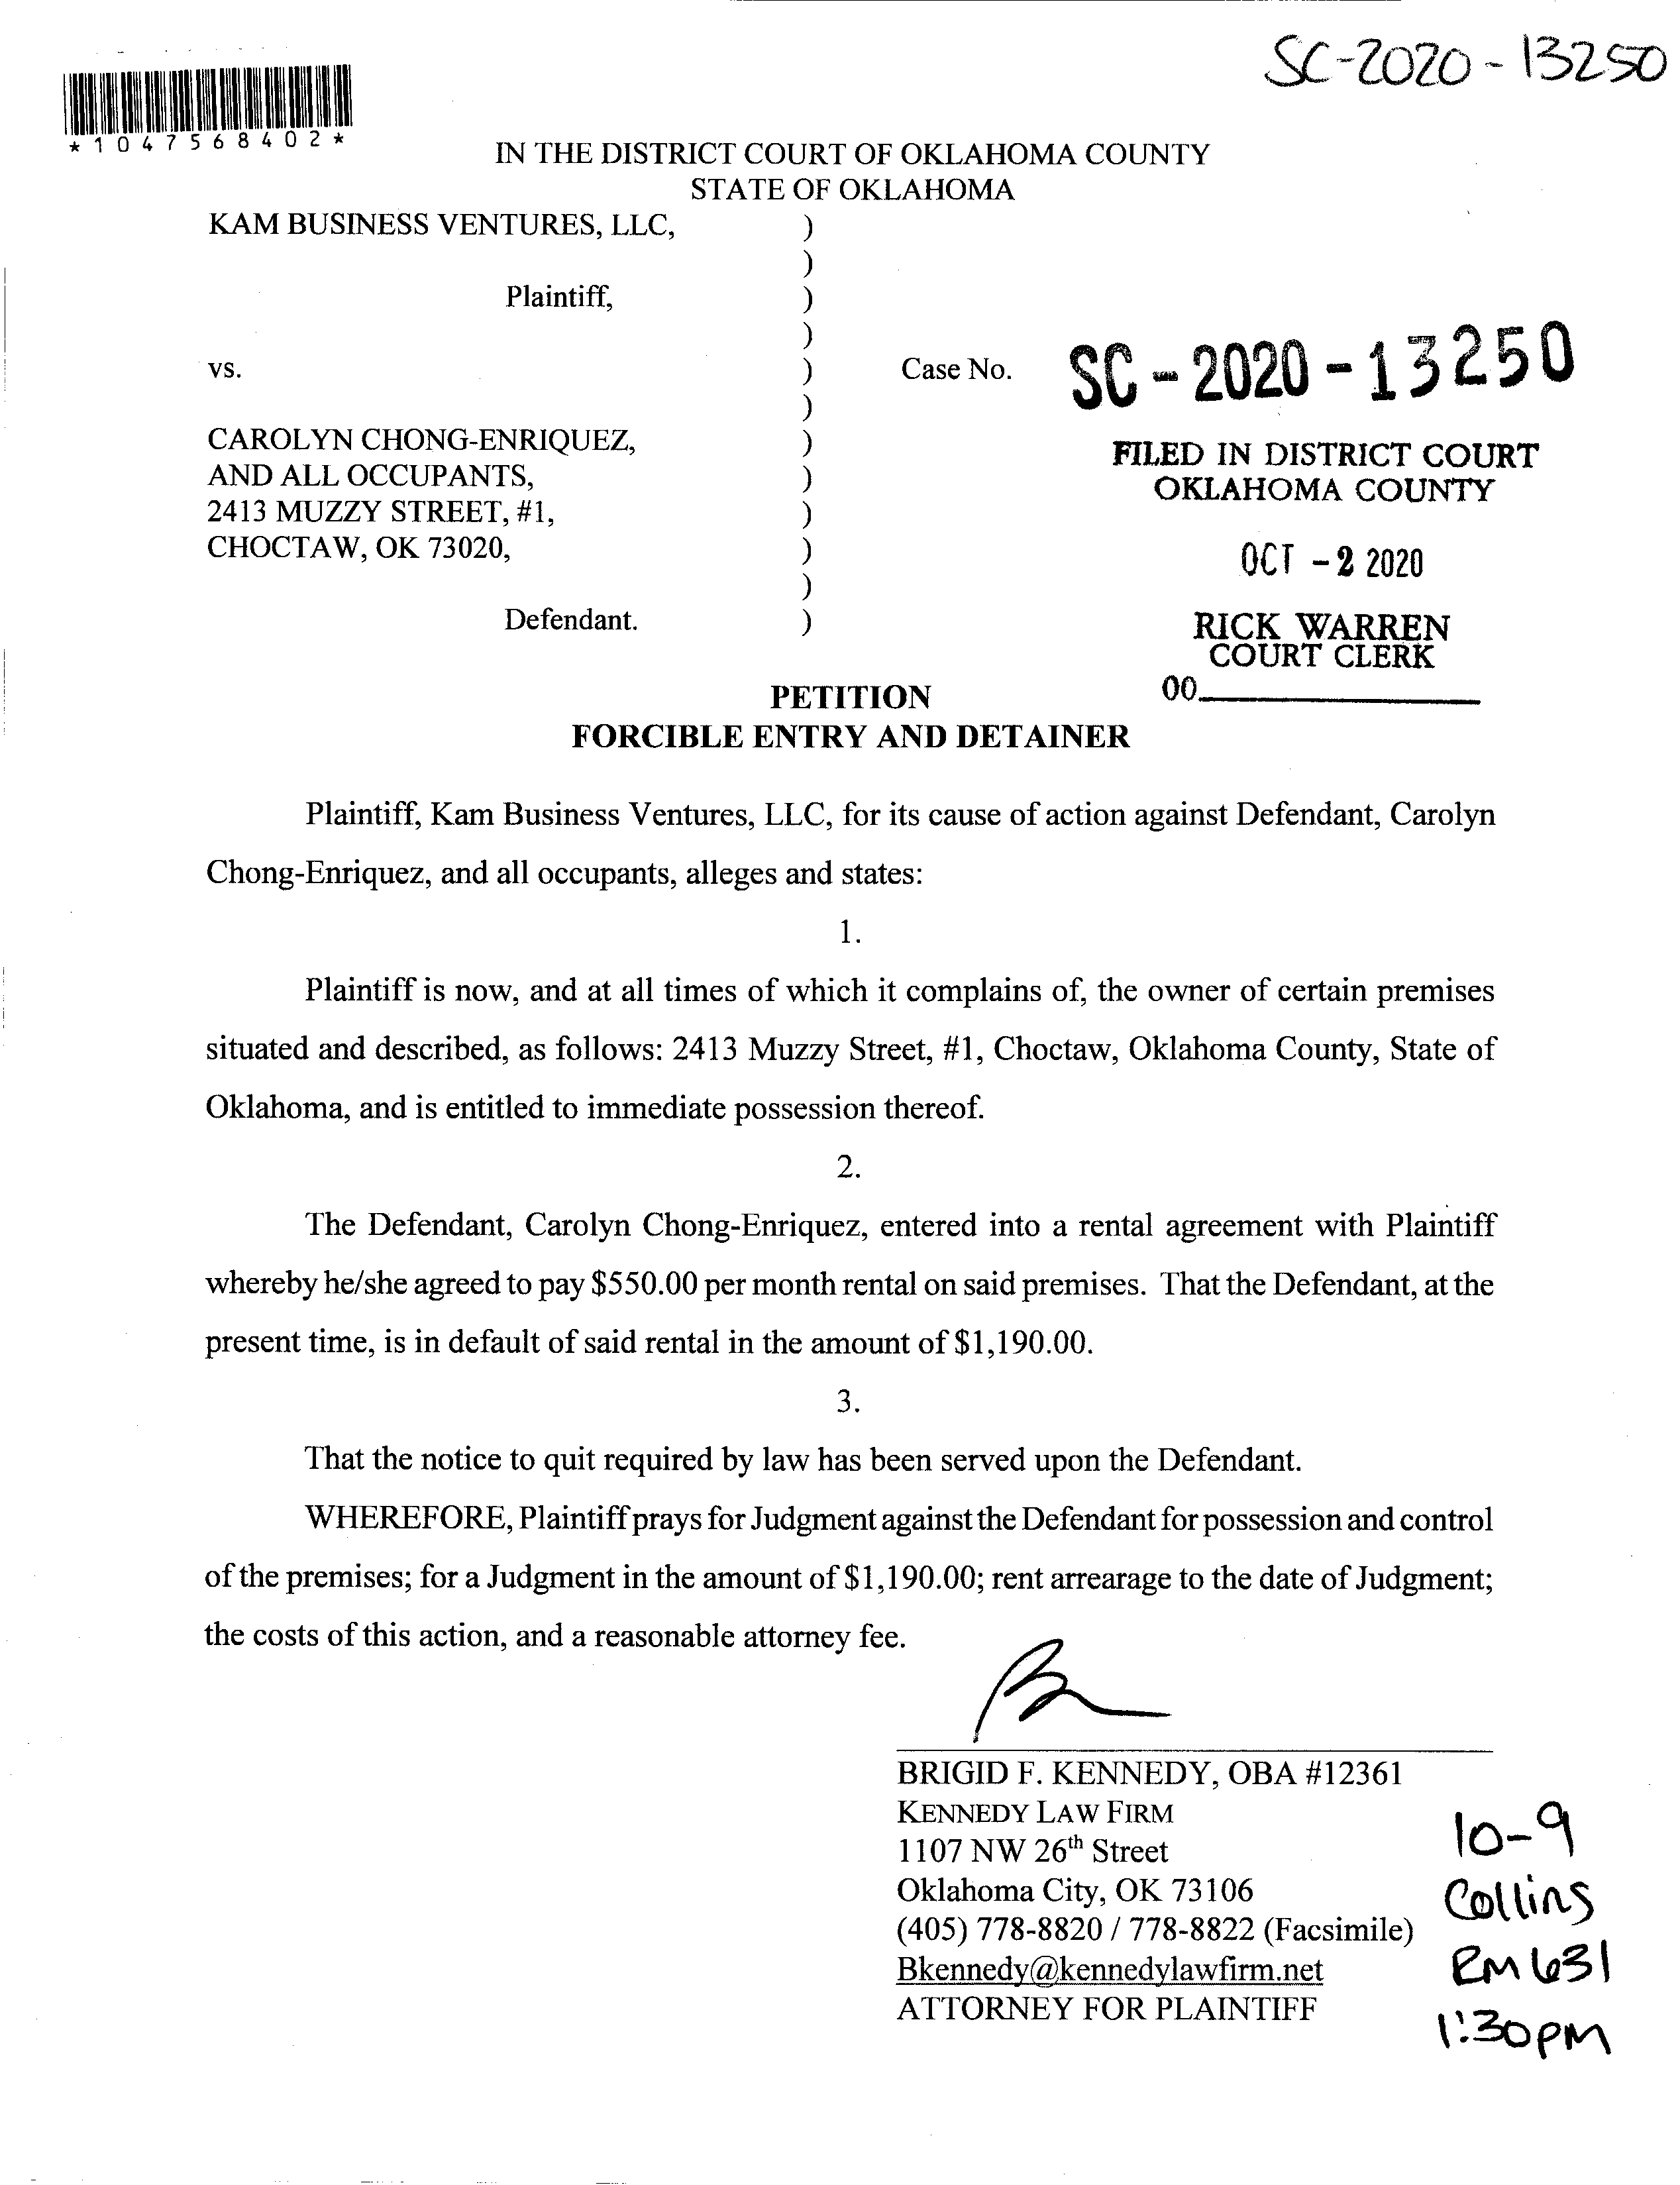 SC-2020-13250
*1047568402*
IN THE DISTRICT COURT OF OKLAHOMA COUNTY
STATE OF OKLAHOMA
KAM BUSINESS VENTURES, LLC, )
)
Plaintiff, )
)
vs. ) Case No. SC-2020-13250
)
CAROLYN CHONG-ENRIQUEZ, )
AND ALL OCCUPANTS, )
2413 MUZZY STREET, #1, )
CHOCTAW, OK 73020, )
)
Defendant. )
FILED IN DISTRICT COURT
OKLAHOMA COUNTY
OCT -2 2020
RICK WARREN
COURT CLERK
00
PETITION
FORCIBLE ENTRY AND DETAINER
Plaintiff, Kam Business Ventures, LLC, for its cause of action against Defendant, Carolyn
Chong-Enriquez, and all occupants, alleges and states:
1.
Plaintiff is now, and at all times of which it complains of, the owner of certain premises
situated and described, as follows: 2413 Muzzy Street, #1, Choctaw, Oklahoma County, State of
Oklahoma, and is entitled to immediate possession thereof.
2.
The Defendant, Carolyn Chong-Enriquez, entered into a rental agreement with Plaintiff
whereby he/she agreed to pay $550.00 per month rental on said premises. That the Defendant, at the
present time, is in default of said rental in the amount of $1,190.00.
3.
That the notice to quit required by law has been served upon the Defendant.
WHEREFORE, Plaintiff prays for Judgment against the Defendant for possession and control
of the premises; for a Judgment in the amount of $1,190.00; rent arrearage to the date of Judgment;
the costs of this action, and a reasonable attorney fee.
BRIGID F. KENNEDY, OBA #12361
KENNEDY LAW FIRM
1107 NW 26th Street
Oklahoma City, OK 73106
(405) 778-8820 / 778-8822 (Facsimile)
Bkennedy@kennedylawfirm.net
ATTORNEY FOR PLAINTIFF
10-9
Collins
RM 631
1:30pm